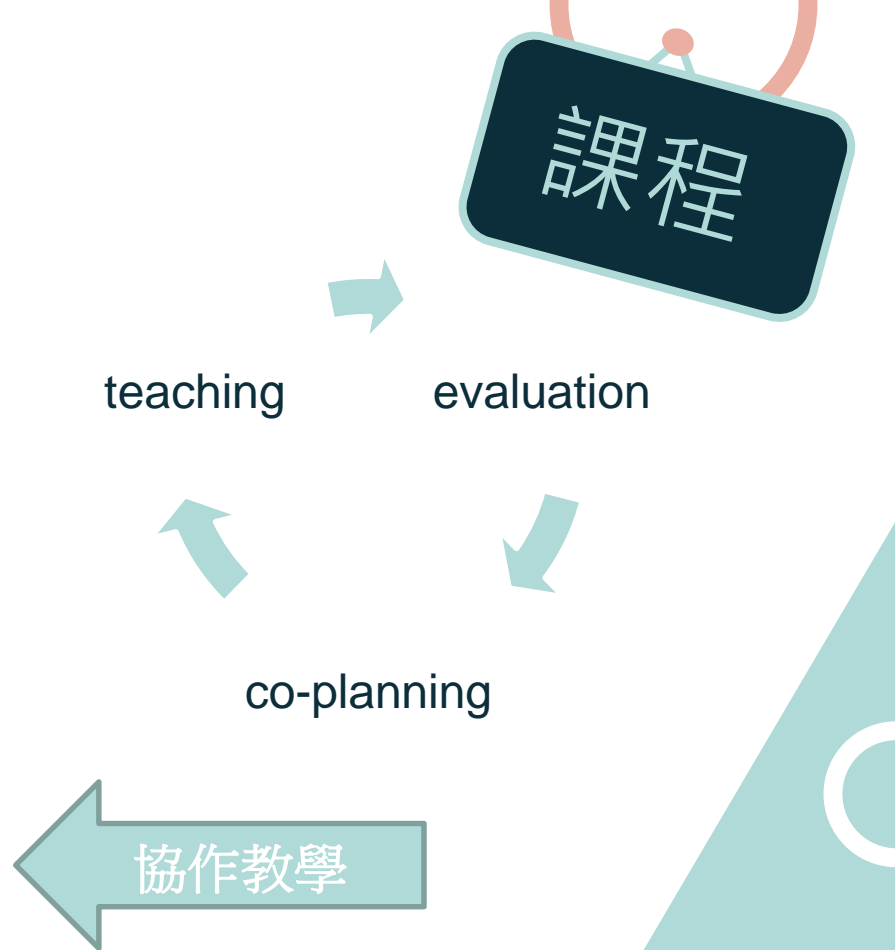 課程
teaching
evaluation
co-planning
協作教學